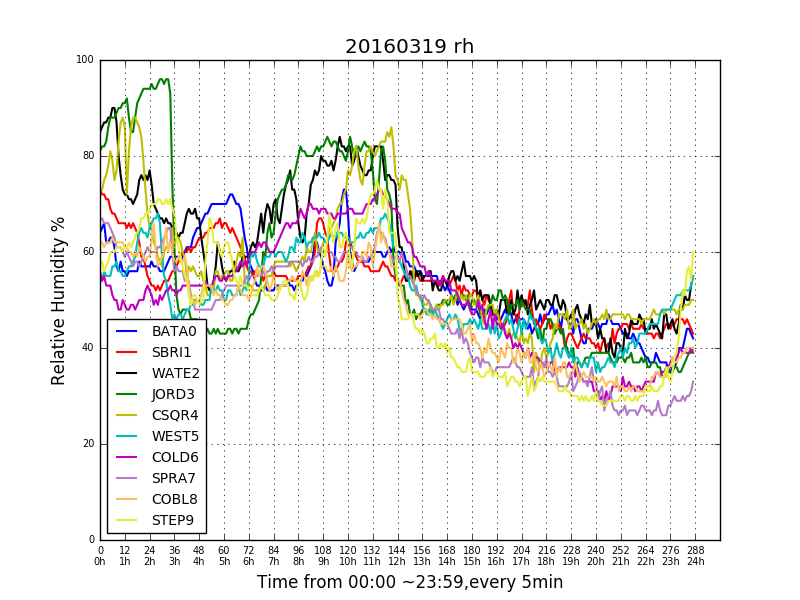 20160319 rh
100
80
60
40
20
0
Relative Humidity %
BATA0
SBRI1
WATE2
JORD3
CSQR4
WEST5
COLD6
SPRA7
COBL8
STEP9
0 12 24 36 48 60 72 84 96 108 120 132 144 156 168 180 192 204 216 228 240 252 264 276 288
0h 1h 2h 3h 4h 5h 6h 7h 8h 9h 10h 11h 12h 13h 14h 15h 16h 17h 18h 19h 20h 21h 22h 23h 24h
Time from 00:00 ~23:59,every 5min